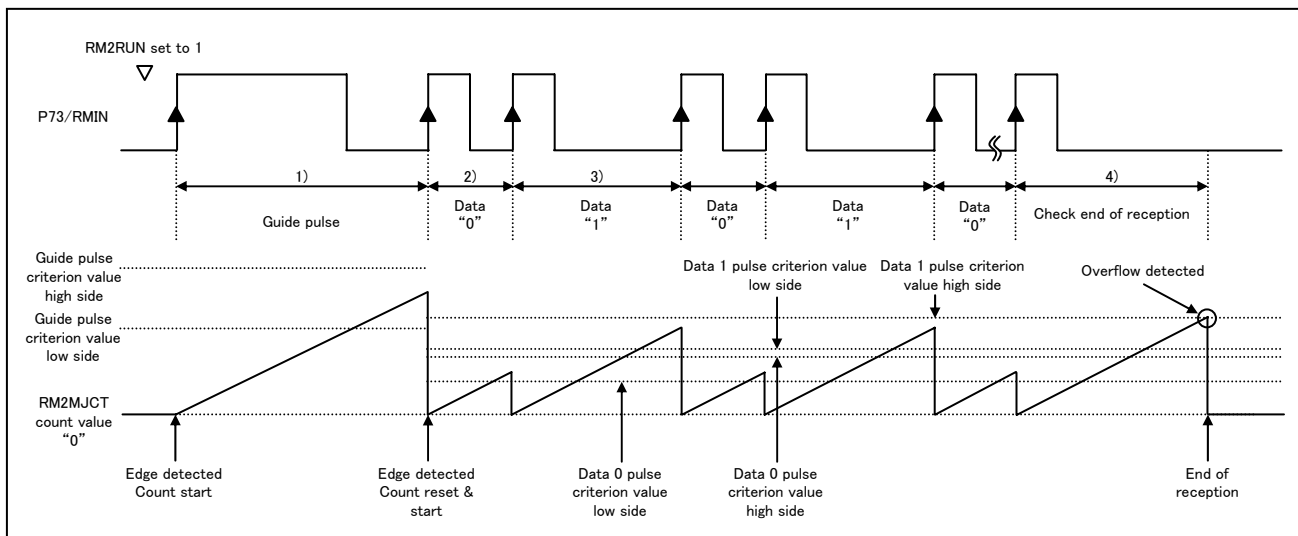 RM2RUN set to 1
P73/RMIN
1)
2)
3)
4)
Guide pulse
Data
“0”
Data
“1”
Data
“0”
Data
“1”
Data
“0”
Check end of reception
Guide pulse
criterion value
high side
Data 1 pulse criterion value
low side
Data 1 pulse criterion
value high side
Overflow detected
Guide pulse
criterion value
low side
RM2MJCT
count value
“0”
Edge detected
Count start
Edge detected
Count reset &
start
Data 0 pulse
criterion value
low side
Data 0 pulse
criterion value
high side
End of
reception